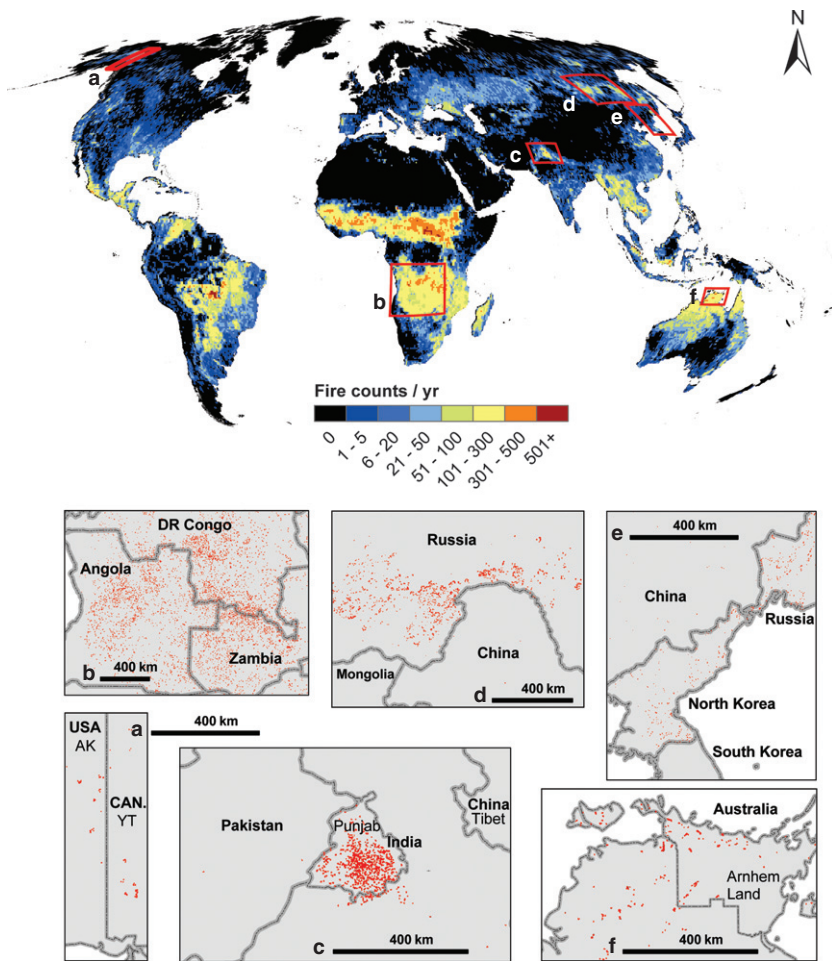 N
a
d
e
c
b
f
Fire counts / yr
0
1 - 5
6 - 20
21 - 50
51 - 100
101 - 300
301 - 500
501+
DR Congo
Angola
Zambia
400 km
b
Russia
Mongolia
China
400 km
d
e
400 km
China
Russia
North Korea
South Korea
USA
AK
a
400 km
CAN.
YT
Pakistan
Punjab
India
China
Tibet
400 km
c
Australia
Arnhem
Land
400 km
f